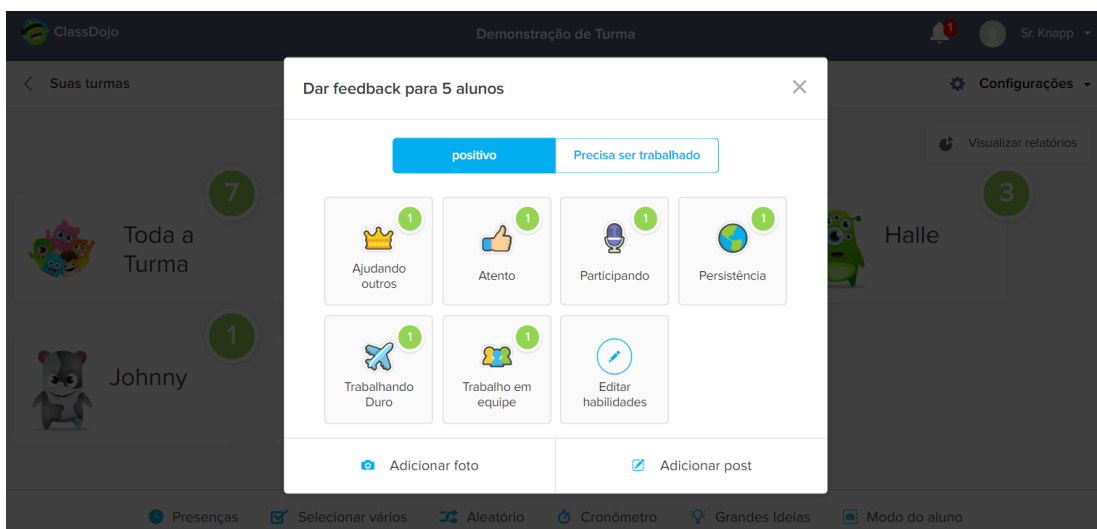 ClassDojo
Demonstração de Turma
1
Sr. Knapp
Suas turmas
Configurações
Visualizar relatórios
Dar feedback para 5 alunos
positivo
Precisa ser trabalhado
7
Toda a
Turma
3
Halle
1
Johnny
1
Ajudando
outros
1
Atento
1
Participando
1
Persistência
1
Trabalhando
Duro
1
Trabalho em
equipe
Editar
habilidades
Adicionar foto
Adicionar post
Presenças
Selecionar vários
Aleatório
Cronômetro
Grandes Ideias
Modo do aluno